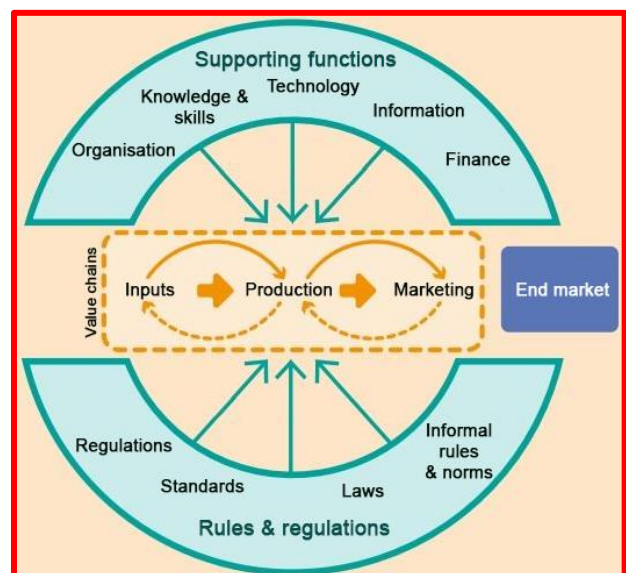 Supporting functions
Technology
Knowledge &
skills
Information
Organisation
Finance
Value chains
Inputs
Production
Marketing
End market
Regulations
Standards
Laws
Informal
rules
& norms
Rules & regulations